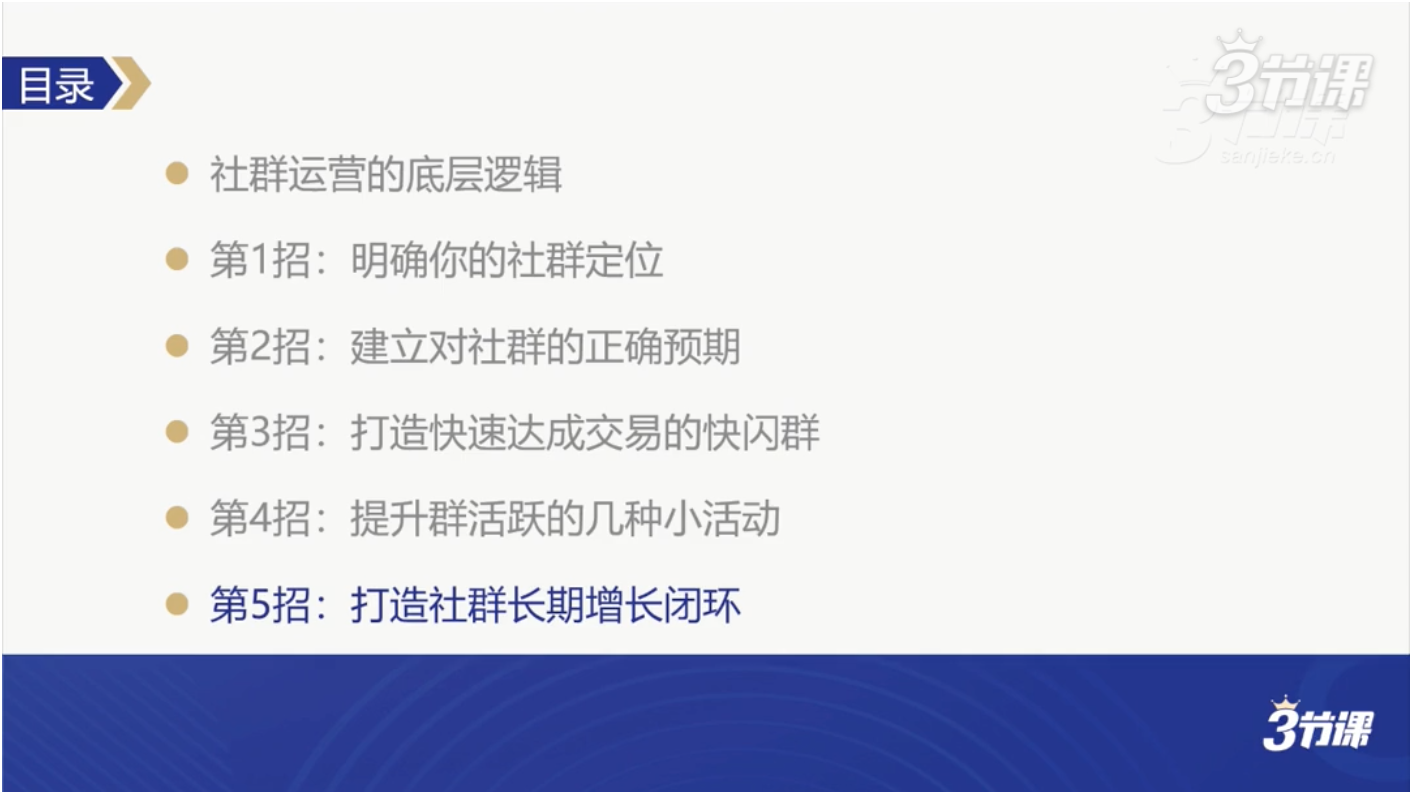 目录
3节课
sanjieke.cn
社群运营的底层逻辑
第1招：明确你的社群定位
第2招：建立对社群的正确预期
第3招：打造快速达成交易的快闪群
第4招：提升群活跃的几种小活动
第5招：打造社群长期增长闭环
3节课